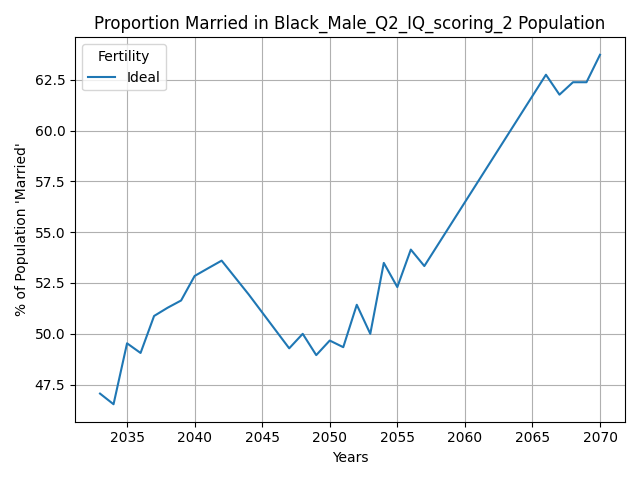 Proportion Married in Black_Male_Q2_IQ_scoring_2 Population
Fertility
Ideal
% of Population 'Married'
62.5
60.0
57.5
55.0
52.5
50.0
47.5
2035 2040 2045 2050 2055 2060 2065 2070
Years